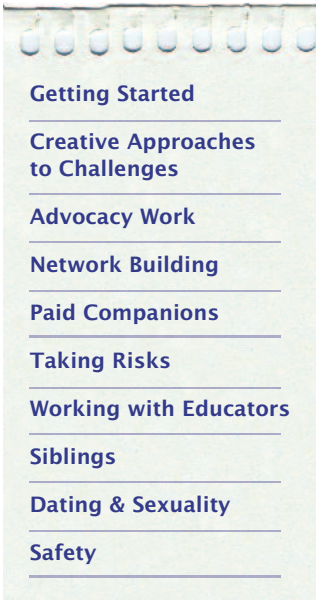 Getting Started
Creative Approaches
to Challenges
Advocacy Work
Network Building
Paid Companions
Taking Risks
Working with Educators
Siblings
Dating & Sexuality
Safety